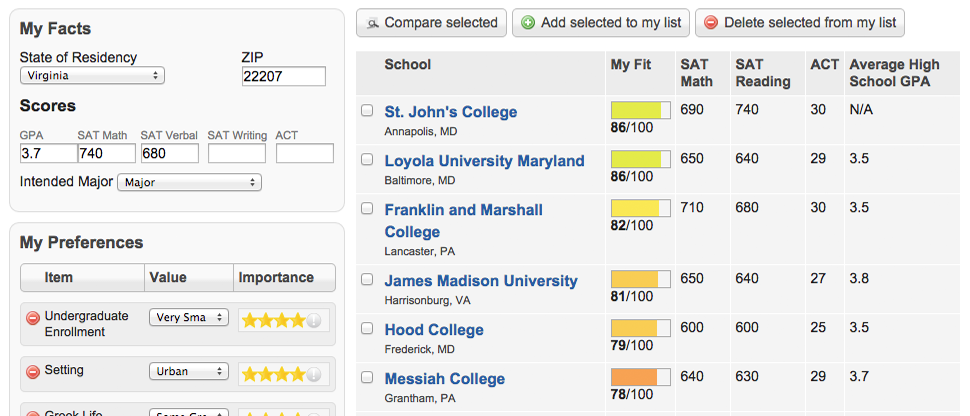 My Facts
State of Residency ZIP
Virginia 22207
Scores
GPA SAT Math SAT Verbal SAT Writing ACT
3.7 740 680
Intended Major Major
My Preferences
Item Value Importance
Undergraduate Enrollment Very Sma
Setting Urban
Greek Life Some Gre
Compare selected Add selected to my list Delete selected from my list
School My Fit SAT Math SAT Reading ACT Average High School GPA
St. John's College 690 740 30 N/A
Annapolis, MD 86/100
Loyola University Maryland 650 640 29 3.5
Baltimore, MD 86/100
Franklin and Marshall College 710 680 30 3.5
Lancaster, PA 82/100
James Madison University 650 640 27 3.8
Harrisonburg, VA 81/100
Hood College 600 600 25 3.5
Frederick, MD 79/100
Messiah College 640 630 29 3.7
Grantham, PA 78/100